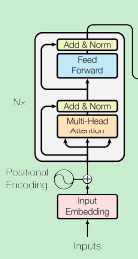 Add & Norm
Feed
Forward
N×
Add & Norm
Multi-Head
Attention
Positional
Encoding
Input
Embedding
Inputs